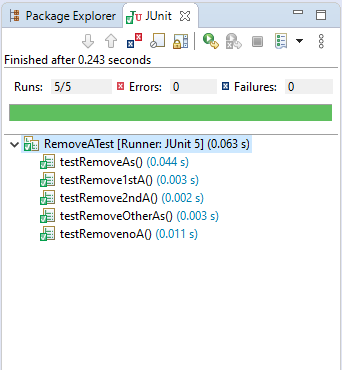 Package Explorer JUnit
Finished after 0.243 seconds
Runs: 5/5 Errors: 0 Failures: 0
RemoveATest [Runner: JUnit 5] (0.063 s)
testRemoveAs() (0.044 s)
testRemove1stA() (0.003 s)
testRemove2ndA() (0.002 s)
testRemoveOtherAs() (0.003 s)
testRemovenoA() (0.011 s)